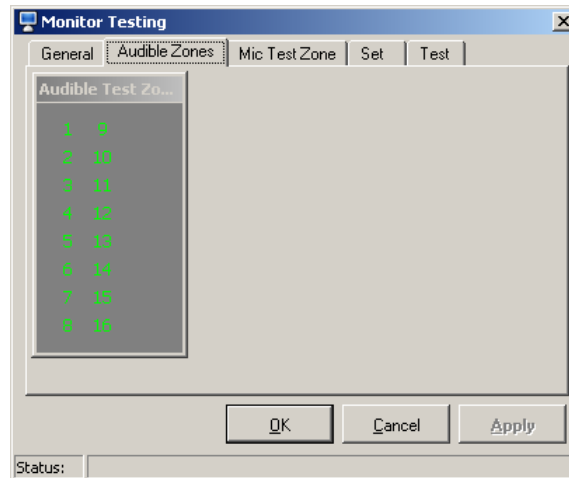 Monitor Testing
General Audible Zones Mic Test Zone Set Test
Audible Test Zo...
1 9
2 10
3 11
4 12
5 13
6 14
7 15
8 16
OK Cancel Apply
Status: